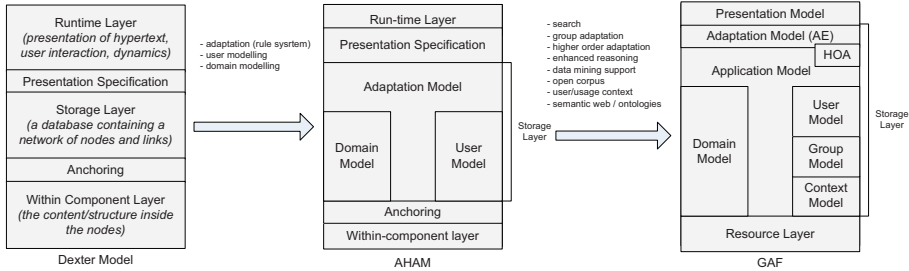 Runtime Layer
(presentation of hypertext,
user interaction, dynamics)
Presentation Specification
Storage Layer
(a database containing a
network of nodes and links)
Anchoring
Within Component Layer
(the content/structure inside
the nodes)
Dexter Model
- adaptation (rule sysrtem)
- user modelling
- domain modelling
Run-time Layer
Presentation Specification
Adaptation Model
Domain
Model
User
Model
Anchoring
Within-component layer
AHAM
Storage
Layer
- search
- group adaptation
- higher order adaptation
- enhanced reasoning
- data mining support
- open corpus
- user/usage context
- semantic web / ontologies
Presentation Model
Adaptation Model (AE)
HOA
Application Model
Domain
Model
User
Model
Group
Model
Context
Model
Resource Layer
GAF
Storage
Layer